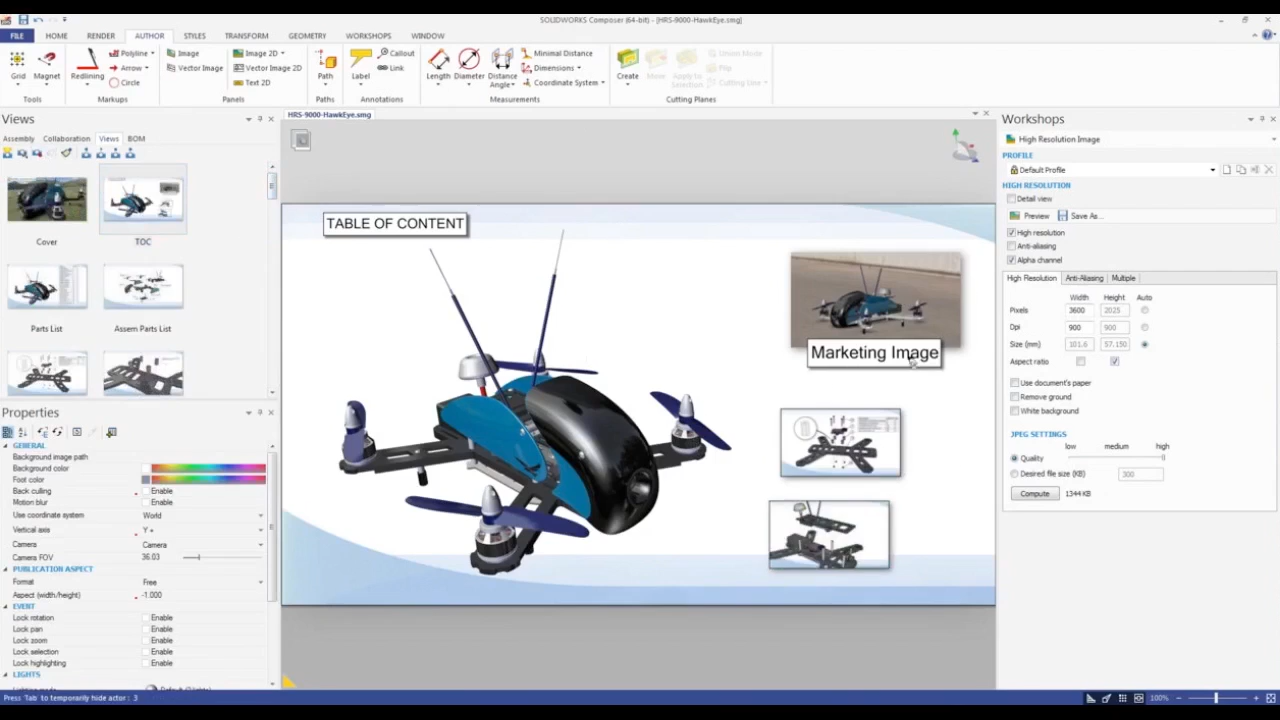 SOLIDWORKS Composer (64-bit) - [HRS-9000-HawkEye.smg]
FILE HOME RENDER AUTHOR STYLES TRANSFORM GEOMETRY WORKSHOPS WINDOW
Grid Magnet Redlining Polyline Arrow Circle
Image Vector Image Image 2D Vector Image 2D Text 2D
Path Label Callout Link
Length Diameter Distance Angle Minimal Distance Dimensions Coordinate System
Create Move Apply to Selection Union Mode Flip Cutting Line
Tools Markups Panels Paths Annotations Measurements Cutting Planes
Views
Assembly Collaboration Views BOM
Cover TOC
Parts List Assem Parts List
Properties
GENERAL
Background image path
Background color
Foot color
Back culling Enable
Motion blur Enable
Use coordinate system World
Vertical axis Y +
Camera Camera
Camera FOV 36.03
PUBLICATION ASPECT
Format Free
Aspect (width/height) -1.000
EVENT
Lock rotation Enable
Lock pan Enable
Lock zoom Enable
Lock selection Enable
Lock highlighting Enable
LIGHTS
HRS-9000-HawkEye.smg
TABLE OF CONTENT
Marketing Image
Workshops
High Resolution Image
PROFILE
Default Profile
HIGH RESOLUTION
Detail view
Preview Save As...
High resolution
Anti-aliasing
Alpha channel
High Resolution Anti-Aliasing Multiple
Width Height Auto
Pixels 3600 2025
Dpi 900 900
Size (mm) 101.6 57.150
Aspect ratio
Use document's paper
Remove ground
White background
JPEG SETTINGS
low medium high
Quality
Desired file size (KB) 300
Compute 1344 KB
Press 'Tab' to temporarily hide actor : 3
100%